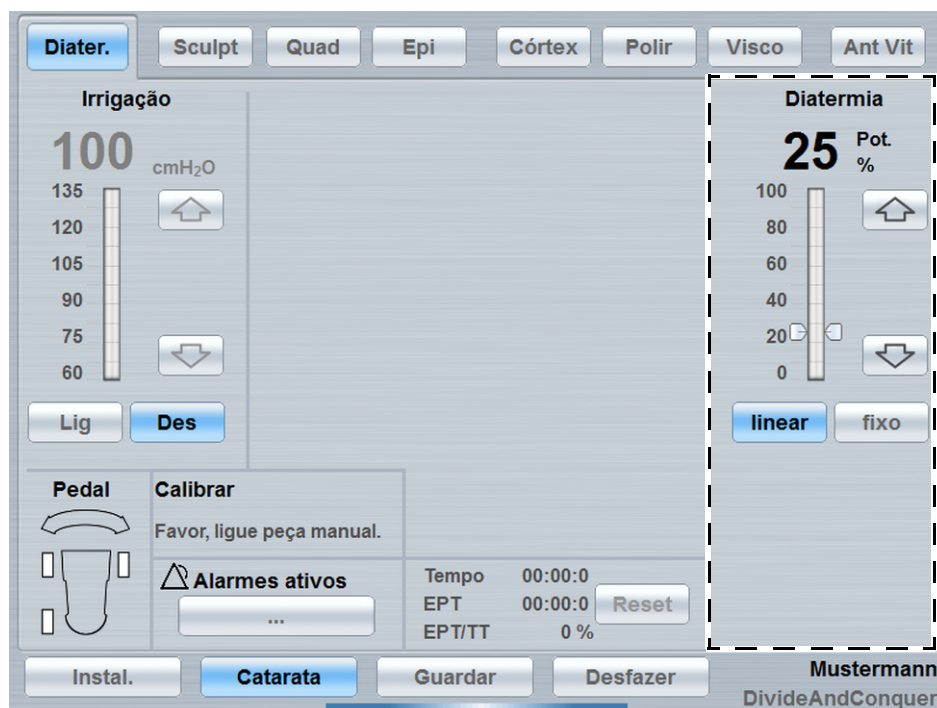 Diater. Sculpt Quad Epi Córtex Polir Visco Ant Vit
Irrigação
100 cmH₂O
135
120
105
90
75
60
Lig Des
Diatermia
25 Pot. %
100
80
60
40
20
0
linear fixo
Pedal
Calibrar
Favor, ligue peça manual.
Alarmes ativos
...
Tempo 00:00:0
EPT 00:00:0
EPT/TT 0 %
Reset
Instal. Catarata Guardar Desfazer
Mustermann
DivideAndConquer